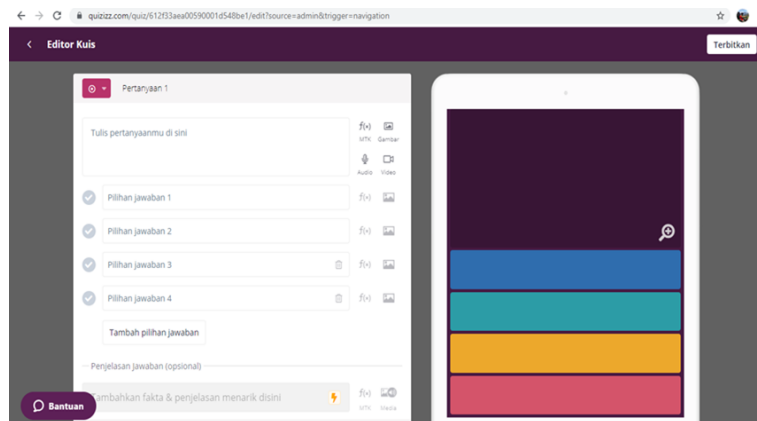 quizizz.com/quiz/612f33aea00590001d548be1/edit?source=admin&trigger=navigation
Editor Kuis
Terbitkan
Pertanyaan 1
Tulis pertanyaanmu di sini
f(x)
MTK Gambar
Audio Video
Pilihan jawaban 1
f(x)
Pilihan jawaban 2
f(x)
Pilihan jawaban 3
f(x)
Pilihan jawaban 4
f(x)
Tambah pilihan jawaban
Penjelasan Jawaban (opsional)
Tambahkan fakta & penjelasan menarik disini
f(x)
MTK Media
Bantuan